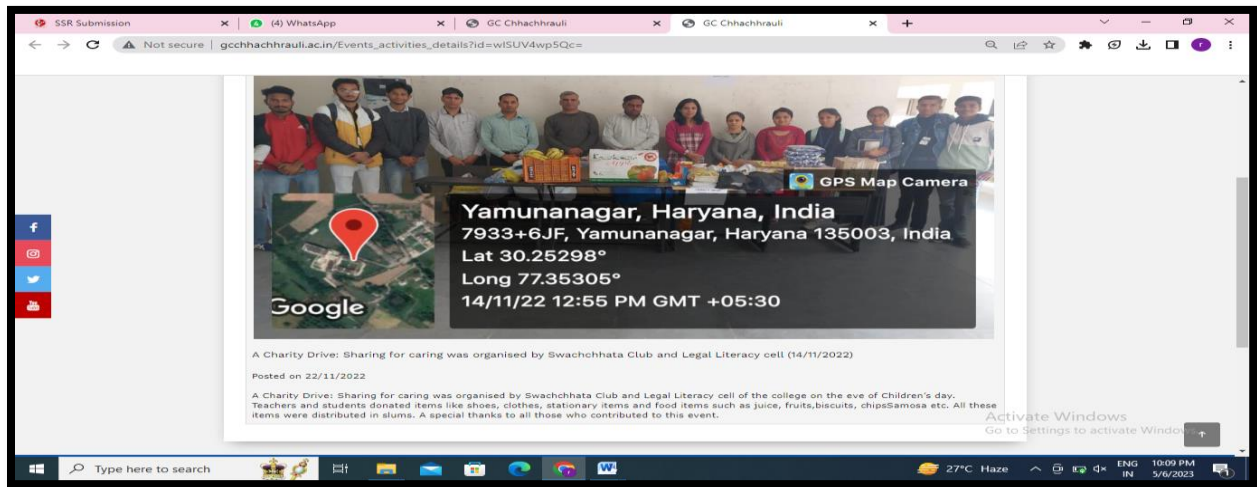 SSR Submission
(4) WhatsApp
GC Chhachhrauli
GC Chhachhrauli
Not secure | gcchhachhrauli.ac.in/Events_activities_details?id=wlSUV4wp5Qc=
GPS Map Camera
Yamunanagar, Haryana, India
7933+6JF, Yamunanagar, Haryana 135003, India
Lat 30.25298°
Long 77.35305°
14/11/22 12:55 PM GMT +05:30
Google
A Charity Drive: Sharing for caring was organised by Swachchhata Club and Legal Literacy cell (14/11/2022)
Posted on 22/11/2022
A Charity Drive: Sharing for caring was organised by Swachchhata Club and Legal Literacy cell of the college on the eve of Children's day.
Teachers and students donated items like shoes, clothes, stationary items and food items such as juice, fruits,biscuits, chipsSamosa etc. All these
items were distributed in slums. A special thanks to all those who contributed to this event.
Activate Windows
Go to Settings to activate Windows.
Type here to search
27°C Haze
ENG
IN
10:09 PM
5/6/2023